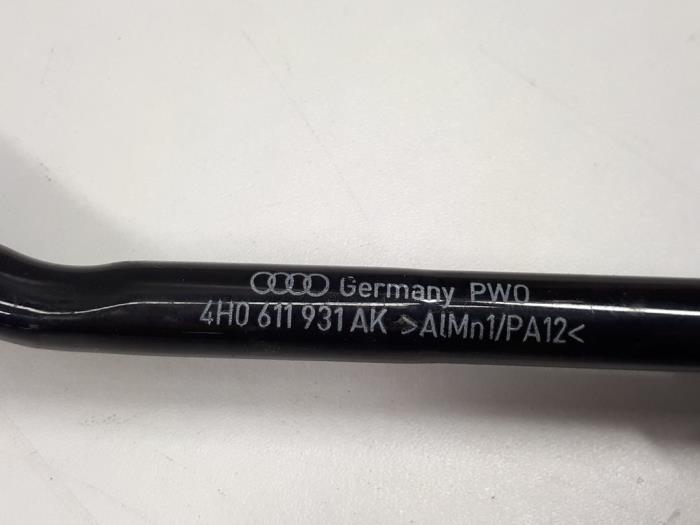 Germany PWO
4H0 611 931 AK >AlMn1/PA12<